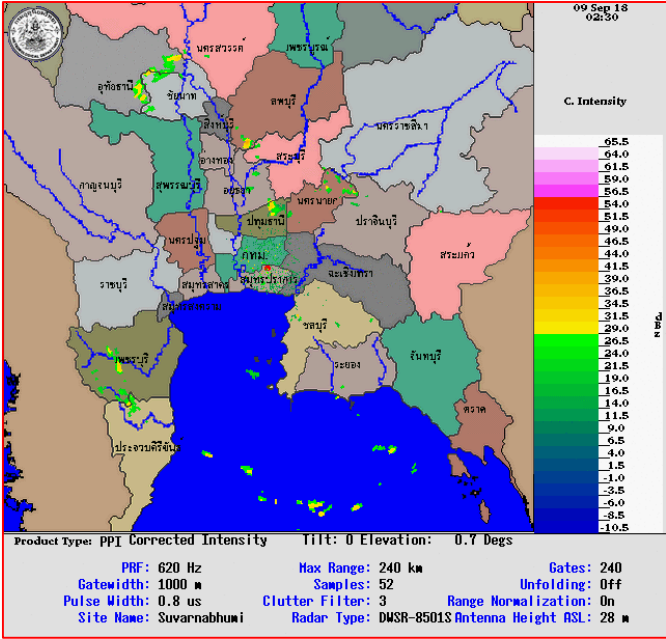 09 Sep 18
02:30
นครสวรรค์
เพชรบูรณ์
อุทัยธานี
ชัยนาท
ลพบุรี
นครราชสีมา
สิงห์บุรี
อ่างทอง
สระบุรี
กาญจนบุรี
สุพรรณบุรี
อยุธยา
นครนายก
ปราจีนบุรี
ปทุมธานี
นครปฐม
กทม.
สระแก้ว
ราชบุรี
สมุทรสาคร
สมุทรปราการ
ฉะเชิงเทรา
สมุทรสงคราม
ชลบุรี
เพชรบุรี
ระยอง
จันทบุรี
ตราด
ประจวบคีรีขันธ์
C. Intensity
65.5
64.0
61.5
59.0
56.5
54.0
51.5
49.0
46.5
44.0
41.5
39.0
36.5
34.5
31.5
29.0
26.5
24.0
21.5
19.0
16.5
14.0
11.5
9.0
6.5
4.0
1.5
-1.0
-3.5
-6.0
-8.5
-10.5
Product Type: PPI Corrected Intensity Tilt: 0 Elevation: 0.7 Degs
PRF: 620 Hz Max Range: 240 km Gates: 240
Gatewidth: 1000 m Samples: 52 Unfolding: Off
Pulse Width: 0.8 us Clutter Filter: 3 Range Normalization: On
Site Name: Suvarnabhumi Radar Type: DWSR-8501S Antenna Height ASL: 28 m